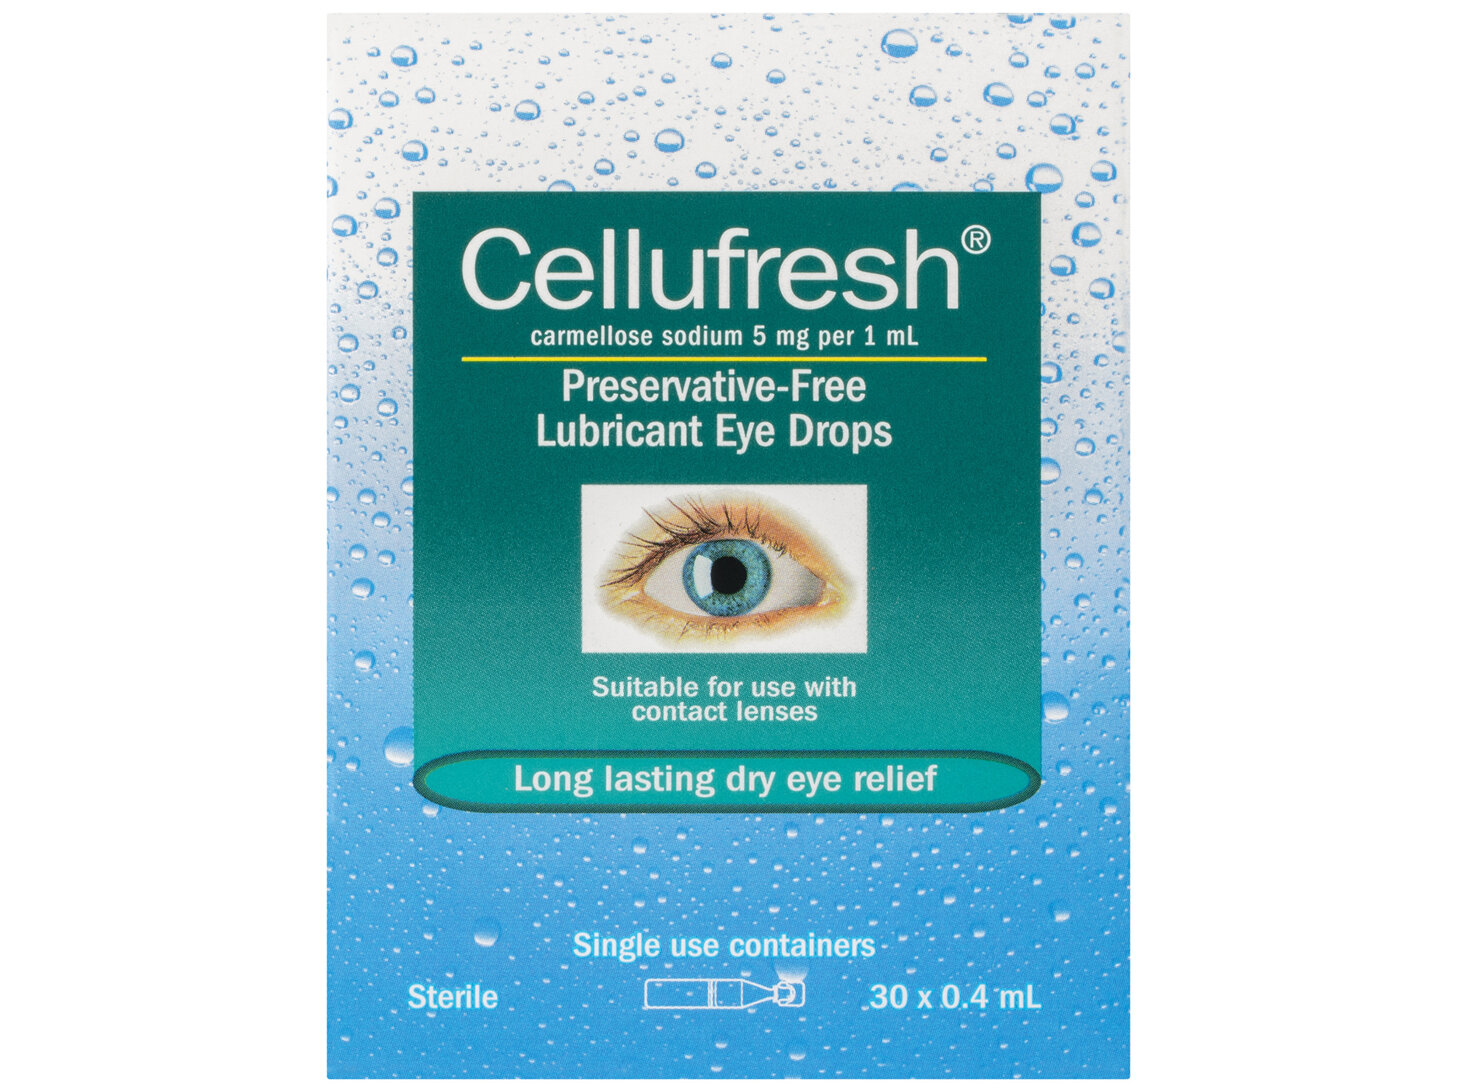 Cellufresh®
carmellose sodium 5 mg per 1 mL
Preservative-Free
Lubricant Eye Drops
Suitable for use with
contact lenses
Long lasting dry eye relief
Single use containers
Sterile
30 x 0.4 mL